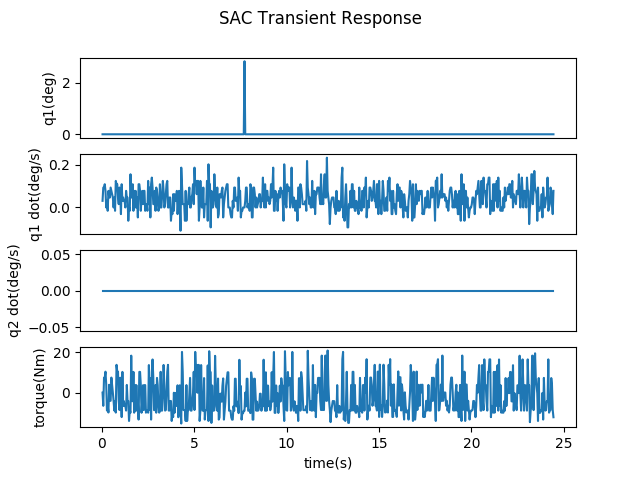 SAC Transient Response
q1(deg)
2
0
q1 dot(deg/s)
0.2
0.0
q2 dot(deg/s)
0.05
0.00
−0.05
torque(Nm)
20
0
0 5 10 15 20 25
time(s)